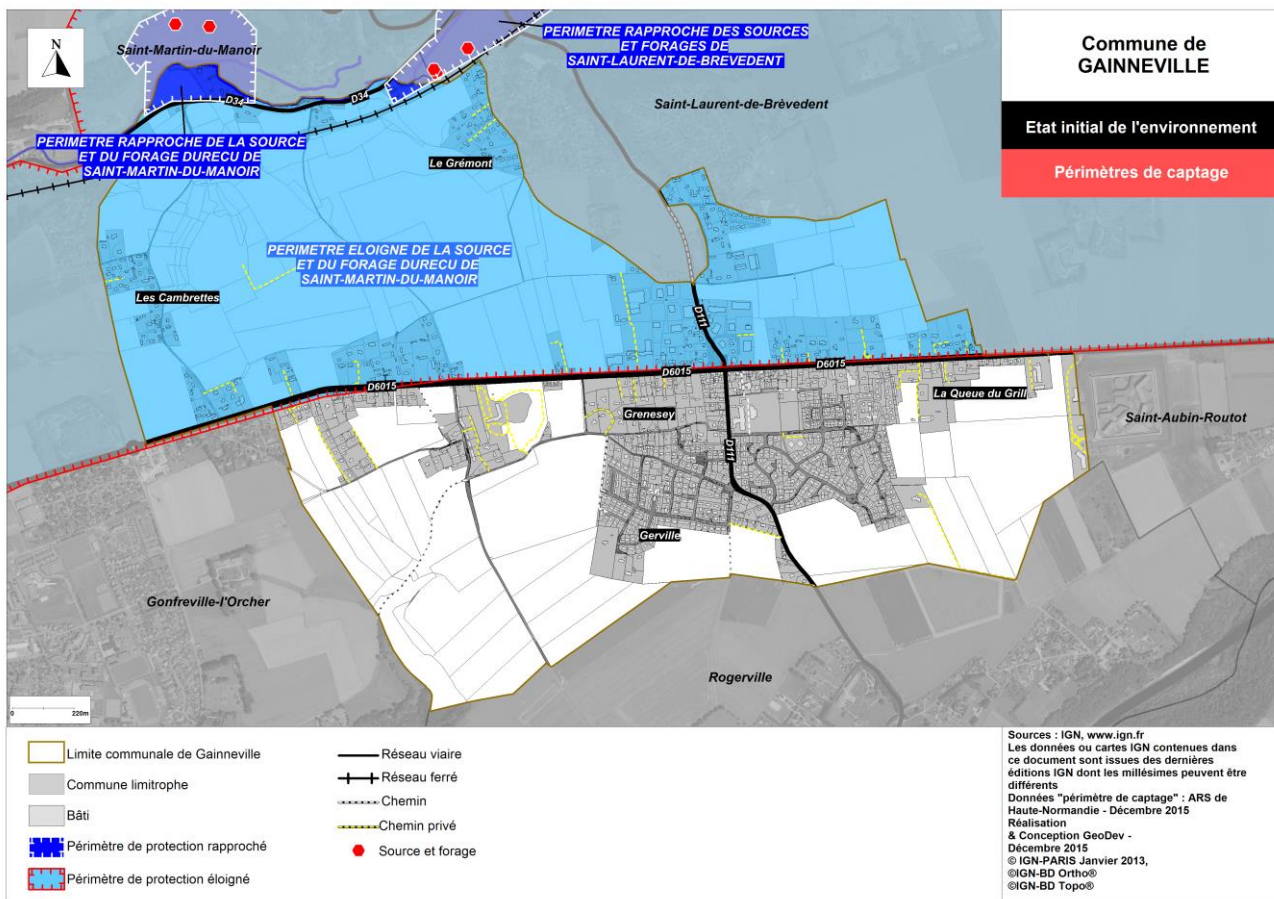 Commune de
GAINNEVILLE
Etat initial de l'environnement
Périmètres de captage
N
Saint-Martin-du-Manoir
PERIMETRE RAPPROCHE DES SOURCES
ET FORAGES DE
SAINT-LAURENT-DE-BREVEDENT
Saint-Laurent-de-Brèvedent
D34
D34
PERIMETRE RAPPROCHE DE LA SOURCE
ET DU FORAGE DURECU DE
SAINT-MARTIN-DU-MANOIR
Le Grémont
PERIMETRE ELOIGNE DE LA SOURCE
ET DU FORAGE DURECU DE
SAINT-MARTIN-DU-MANOIR
Les Cambrettes
D111
D6015
D6015
D6015
La Queue du Grill
Grenesey
Saint-Aubin-Routot
D111
Gerville
Gonfreville-l'Orcher
Rogerville
0 220m
Limite communale de Gainneville
Commune limitrophe
Bâti
Périmètre de protection rapproché
Périmètre de protection éloigné
Réseau viaire
Réseau ferré
Chemin
Chemin privé
Source et forage
Sources : IGN, www.ign.fr
Les données ou cartes IGN contenues dans
ce document sont issues des dernières
éditions IGN dont les millésimes peuvent être
différents
Données "périmètre de captage" : ARS de
Haute-Normandie - Décembre 2015
Réalisation
& Conception GeoDev -
Décembre 2015
© IGN-PARIS Janvier 2013,
©IGN-BD Ortho®
©IGN-BD Topo®